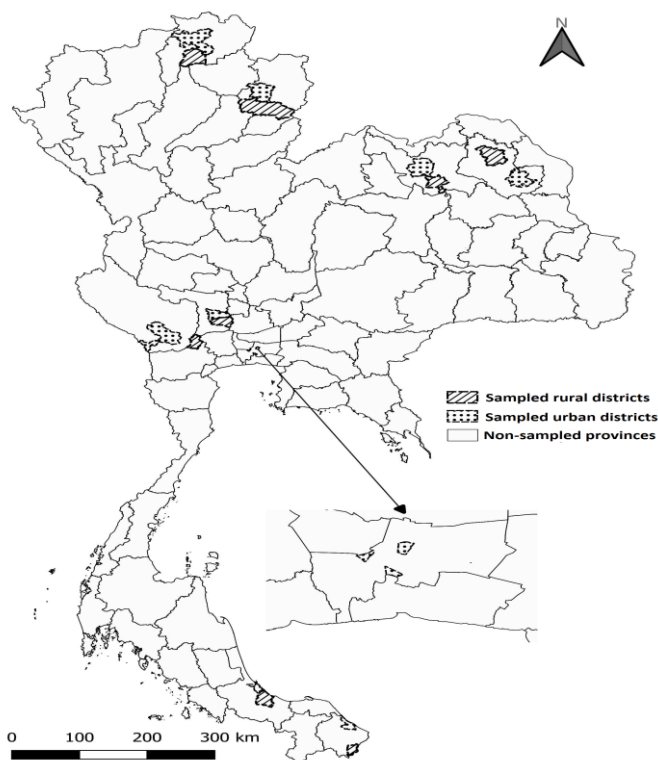 N
Sampled rural districts
Sampled urban districts
Non-sampled provinces
0 100 200 300 km